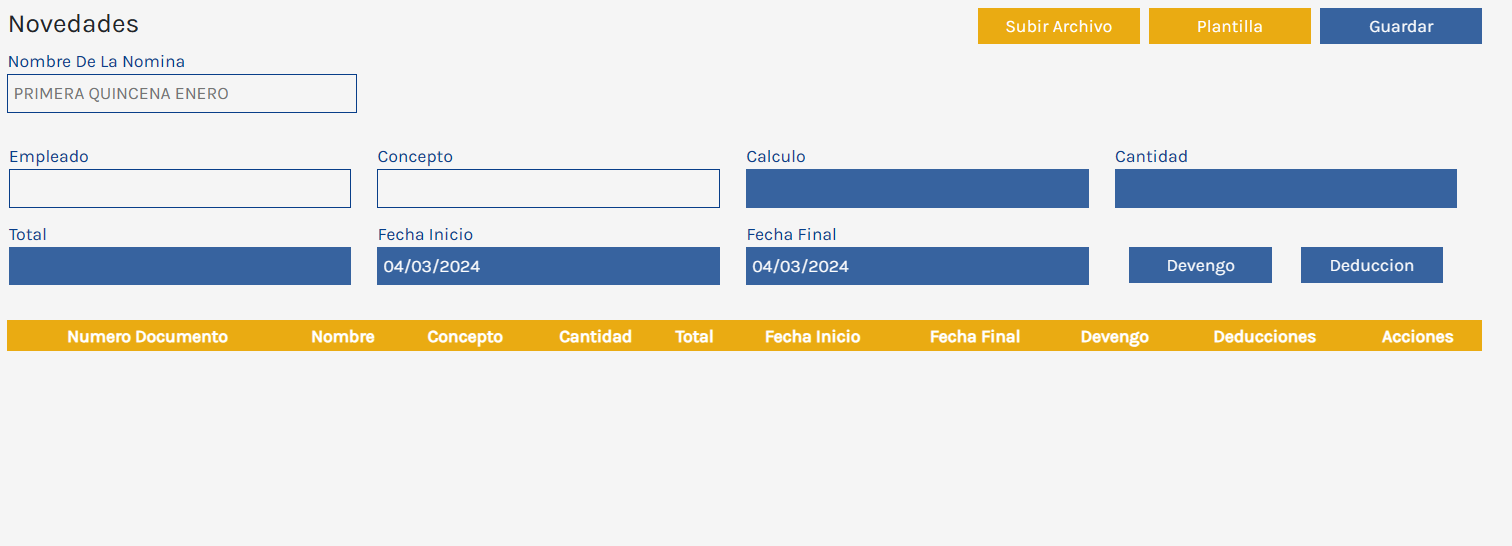 Novedades
Subir Archivo Plantilla Guardar
Nombre De La Nomina
PRIMERA QUINCENA ENERO
Empleado Concepto Calculo Cantidad
Total Fecha Inicio Fecha Final
04/03/2024 04/03/2024 Devengo Deduccion
Numero Documento Nombre Concepto Cantidad Total Fecha Inicio Fecha Final Devengo Deducciones Acciones